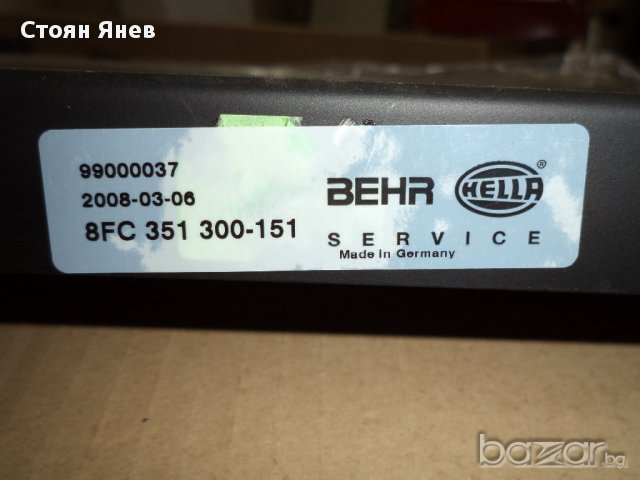 Стоян Янев
99000037
2008-03-06
8FC 351 300-151
BEHR HELLA ®
SERVICE
Made in Germany
bazar.bg